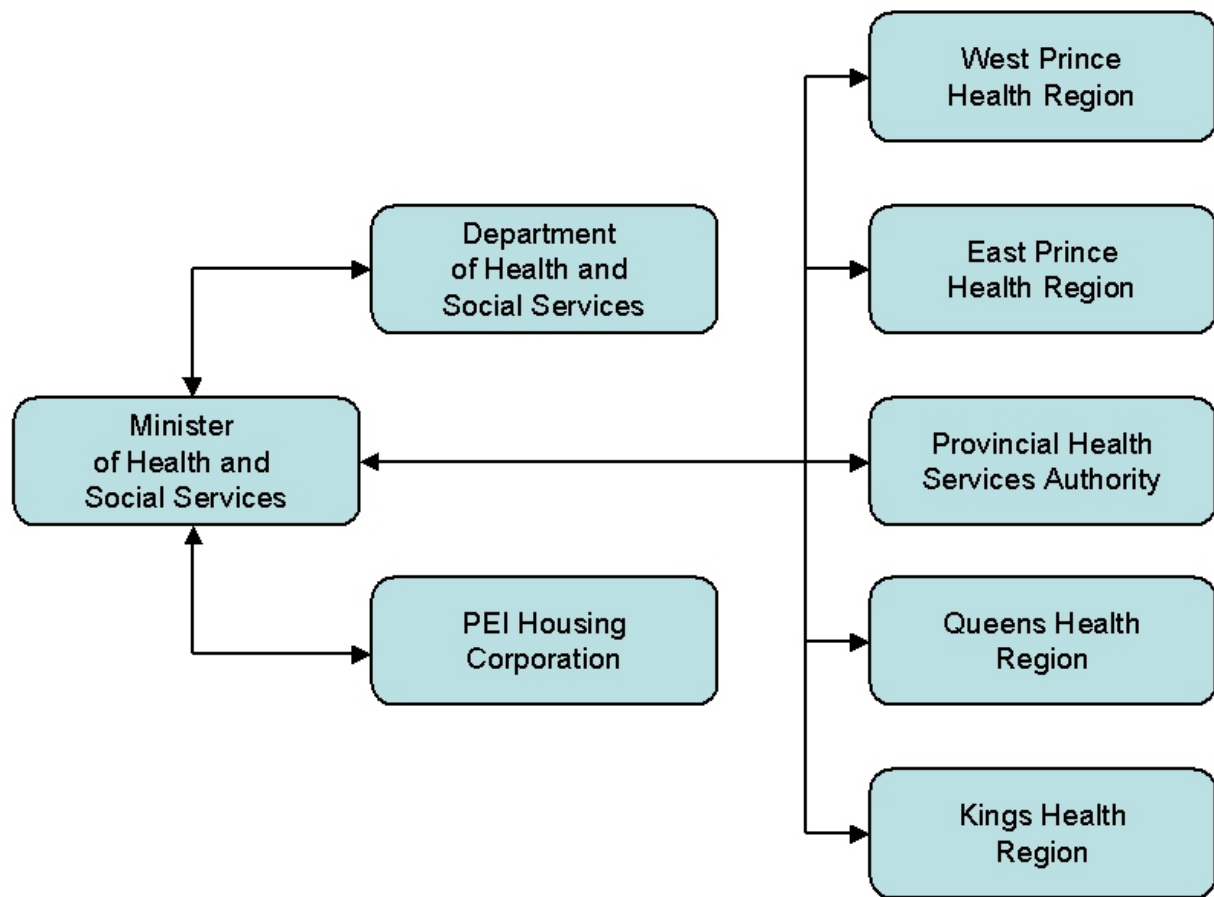 West Prince
Health Region
Department
of Health and
Social Services
East Prince
Health Region
Minister
of Health and
Social Services
Provincial Health
Services Authority
PEI Housing
Corporation
Queens Health
Region
Kings Health
Region